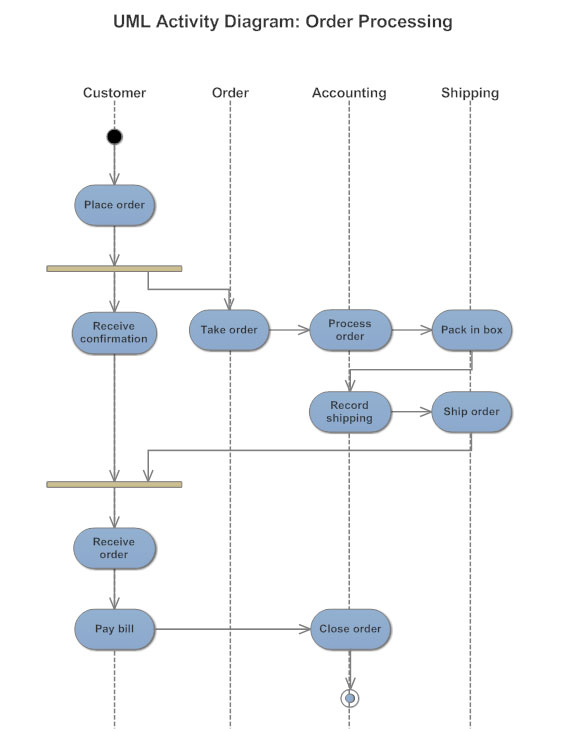 UML Activity Diagram: Order Processing
Customer
Order
Accounting
Shipping
Place order
Receive
confirmation
Take order
Process
order
Pack in box
Record
shipping
Ship order
Receive
order
Pay bill
Close order